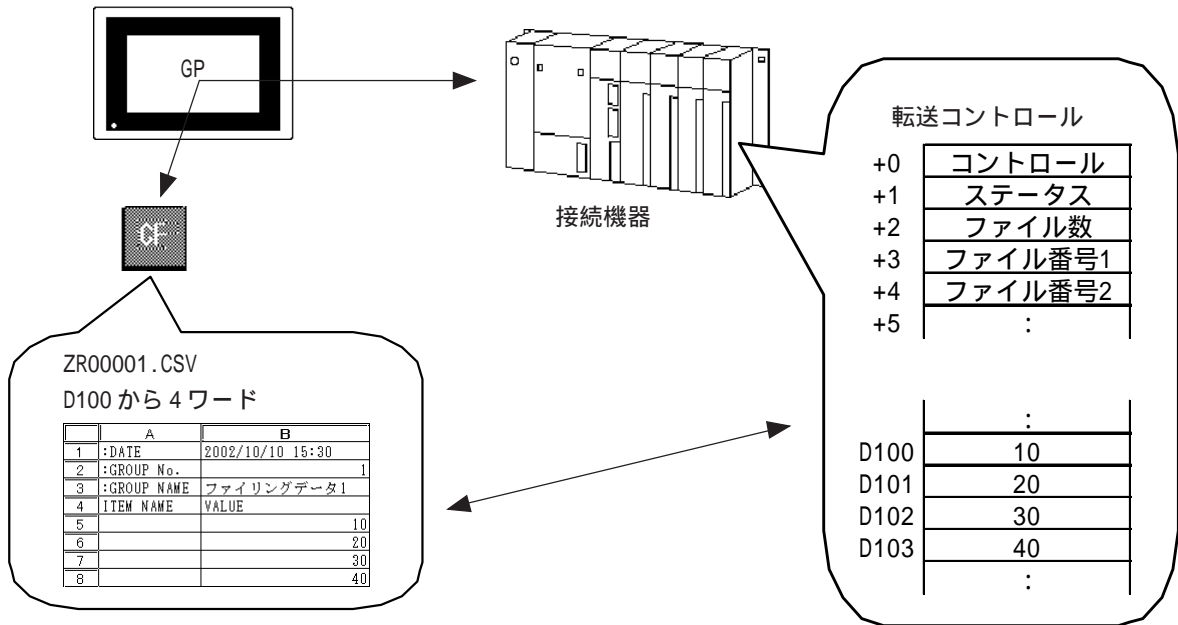 GP
接続機器
CF
転送コントロール
+0 コントロール
+1 ステータス
+2 ファイル数
+3 ファイル番号1
+4 ファイル番号2
+5 :
:
D100 10
D101 20
D102 30
D103 40
:
ZR00001.CSV
D100 から 4 ワード
A B
1 :DATE 2002/10/10 15:30
2 :GROUP No. 1
3 :GROUP NAME ファイリングデータ1
4 ITEM NAME VALUE
5 10
6 20
7 30
8 40